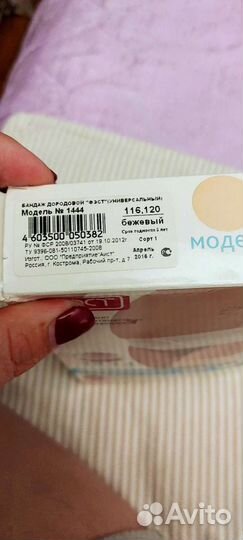 БАНДАЖ ДОРОДОВОЙ "ФЭСТ"(УНИВЕРСАЛЬНЫЙ)
Модель № 1444
116,120
бежевый
Срок годности 2 лет
4 603500 050382
РУ № ФСР 2008/03741 от 19.10.2012г. Сорт 1
ТУ 9396-081-50110745-2008
Изгот. ООО "Предприятие"Аист" Апрель
Россия, г. Кострома, Рабочий пр-т, д 7 2016 г.
МОДЕ
Avito